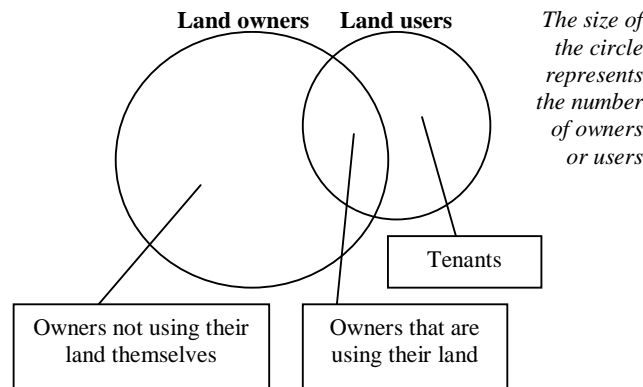 Land owners
Land users
The size of
the circle
represents
the number
of owners
or users
Tenants
Owners not using their
land themselves
Owners that are
using their land